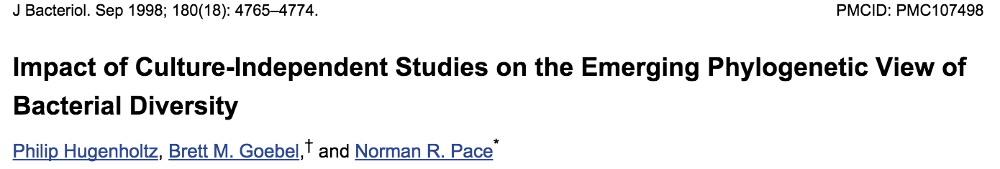 J Bacteriol. Sep 1998; 180(18): 4765–4774. PMCID: PMC107498
Impact of Culture-Independent Studies on the Emerging Phylogenetic View of
Bacterial Diversity
Philip Hugenholtz, Brett M. Goebel,† and Norman R. Pace*